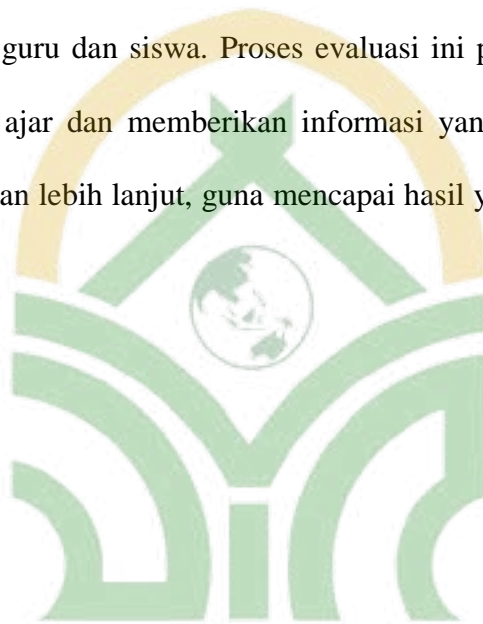 guru dan siswa. Proses evaluasi ini p
ajar dan memberikan informasi yan
an lebih lanjut, guna mencapai hasil y